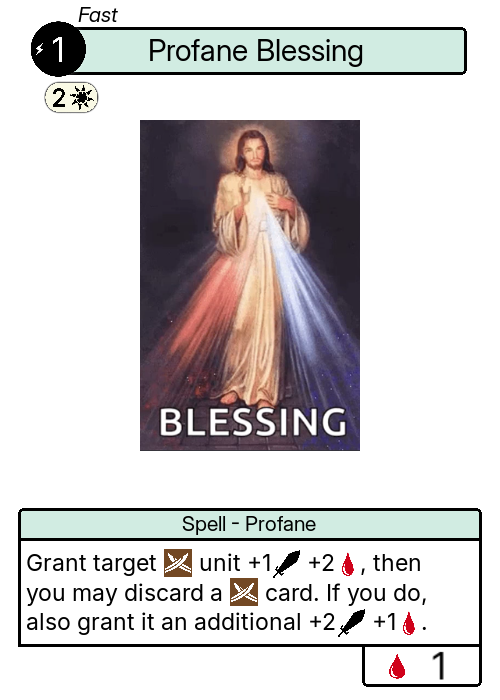 Fast
1
Profane Blessing
2
BLESSING
Spell - Profane
Grant target unit +1 +2 , then
you may discard a card. If you do,
also grant it an additional +2 +1 .
1